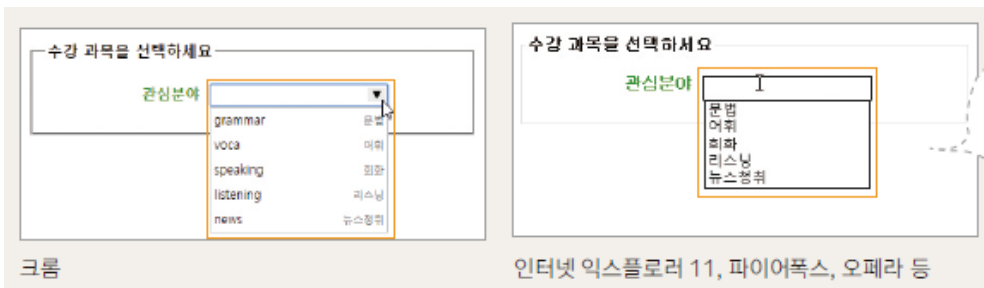 수강 과목을 선택하세요
관심분야
grammar 문법
voca 어휘
speaking 회화
listening 리스닝
news 뉴스청취
크롬
수강 과목을 선택하세요
관심분야
문법
어휘
회화
리스닝
뉴스청취
인터넷 익스플로러 11, 파이어폭스, 오페라 등